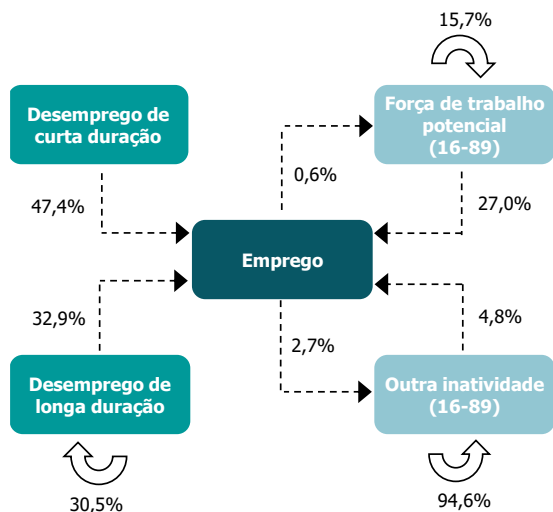 15,7%
Desemprego de
curta duração
Força de trabalho
potencial
(16-89)
0,6%
47,4%
27,0%
Emprego
32,9%
4,8%
2,7%
Desemprego de
longa duração
Outra inatividade
(16-89)
30,5%
94,6%